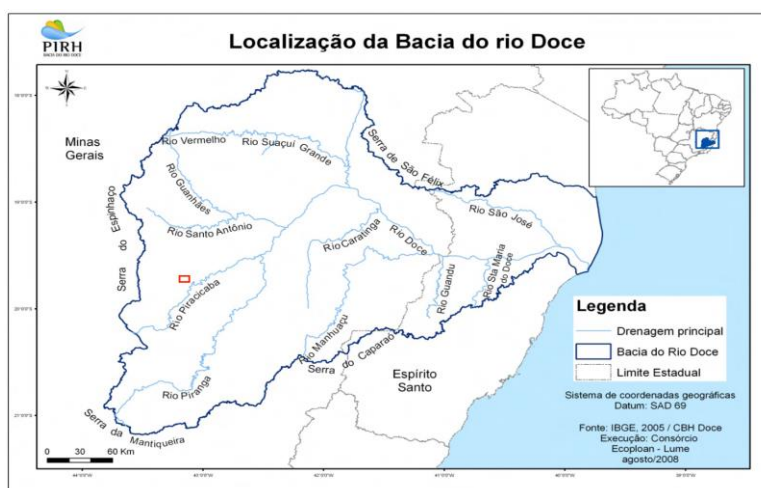 PIRH
BACIA DO RIO DOCE
Localização da Bacia do rio Doce
Minas
Gerais
Rio Vermelho
Rio Suaçuí
Grande
Serra de São Félix
Rio Guanhães
Rio São José
Serra do Espinhaço
Rio Santo Antônio
Rio Caratinga
Rio Doce
Rio Guandu
Rio Sta Maria
do Doce
Rio Piracicaba
Rio Manhuaçu
Serra do Caparaó
Espírito
Santo
Rio Piranga
Serra da Mantiqueira
Legenda
Drenagem principal
Bacia do Rio Doce
Limite Estadual
Sistema de coordenadas geográficas
Datum: SAD 69
Fonte: IBGE, 2005 / CBH Doce
Execução: Consórcio
Ecoploan - Lume
agosto/2008
0 30 60 Km